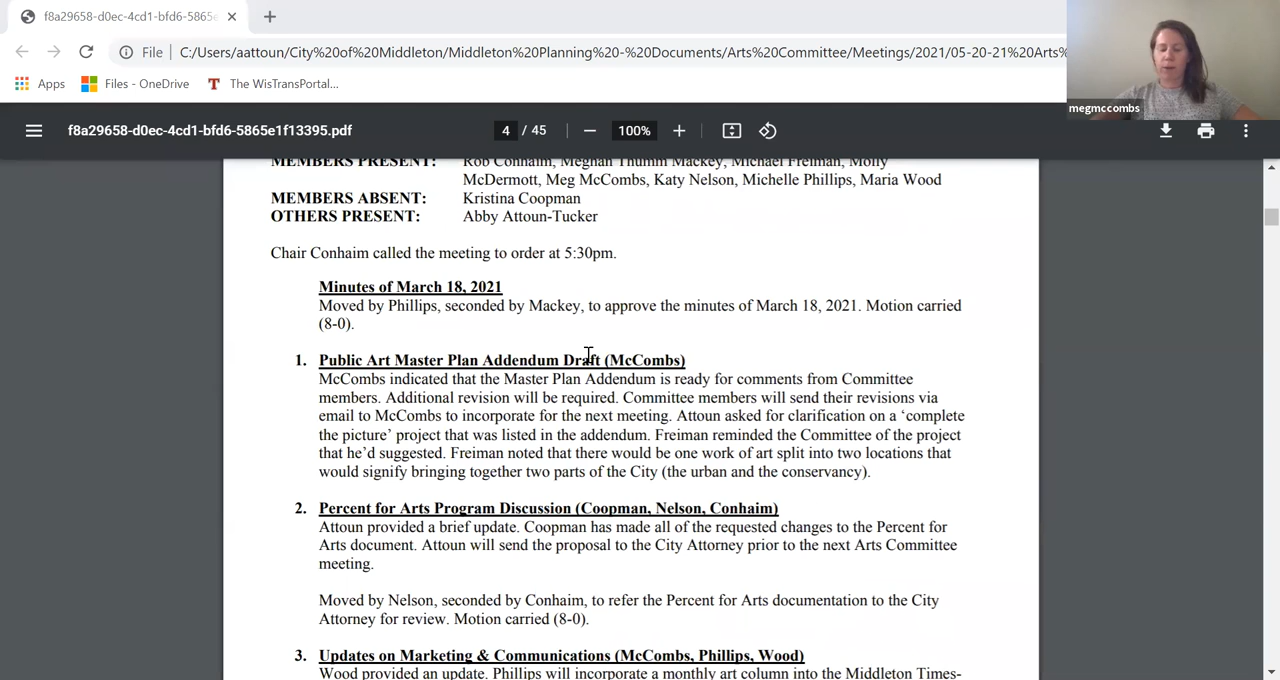 f8a29658-d0ec-4cd1-bfd6-5865e
File C:/Users/aattoun/City%20of%20Middleton/Middleton%20Planning%20-%20Documents/Arts%20Committee/Meetings/2021/05-20-21%20Arts%
Apps Files - OneDrive The WisTransPortal...
megmccombs
f8a29658-d0ec-4cd1-bfd6-5865e1f13395.pdf 4 / 45 100%
MEMBERS PRESENT: Rob Conhaim, Meghan Thumm Mackey, Michael Freiman, Molly
McDermott, Meg McCombs, Katy Nelson, Michelle Phillips, Maria Wood
MEMBERS ABSENT: Kristina Coopman
OTHERS PRESENT: Abby Attoun-Tucker
Chair Conhaim called the meeting to order at 5:30pm.
Minutes of March 18, 2021
Moved by Phillips, seconded by Mackey, to approve the minutes of March 18, 2021. Motion carried
(8-0).
1. Public Art Master Plan Addendum Draft (McCombs)
McCombs indicated that the Master Plan Addendum is ready for comments from Committee
members. Additional revision will be required. Committee members will send their revisions via
email to McCombs to incorporate for the next meeting. Attoun asked for clarification on a ‘complete
the picture’ project that was listed in the addendum. Freiman reminded the Committee of the project
that he’d suggested. Freiman noted that there would be one work of art split into two locations that
would signify bringing together two parts of the City (the urban and the conservancy).
2. Percent for Arts Program Discussion (Coopman, Nelson, Conhaim)
Attoun provided a brief update. Coopman has made all of the requested changes to the Percent for
Arts document. Attoun will send the proposal to the City Attorney prior to the next Arts Committee
meeting.
Moved by Nelson, seconded by Conhaim, to refer the Percent for Arts documentation to the City
Attorney for review. Motion carried (8-0).
3. Updates on Marketing & Communications (McCombs, Phillips, Wood)
Wood provided an update. Phillips will incorporate a monthly art column into the Middleton Times-